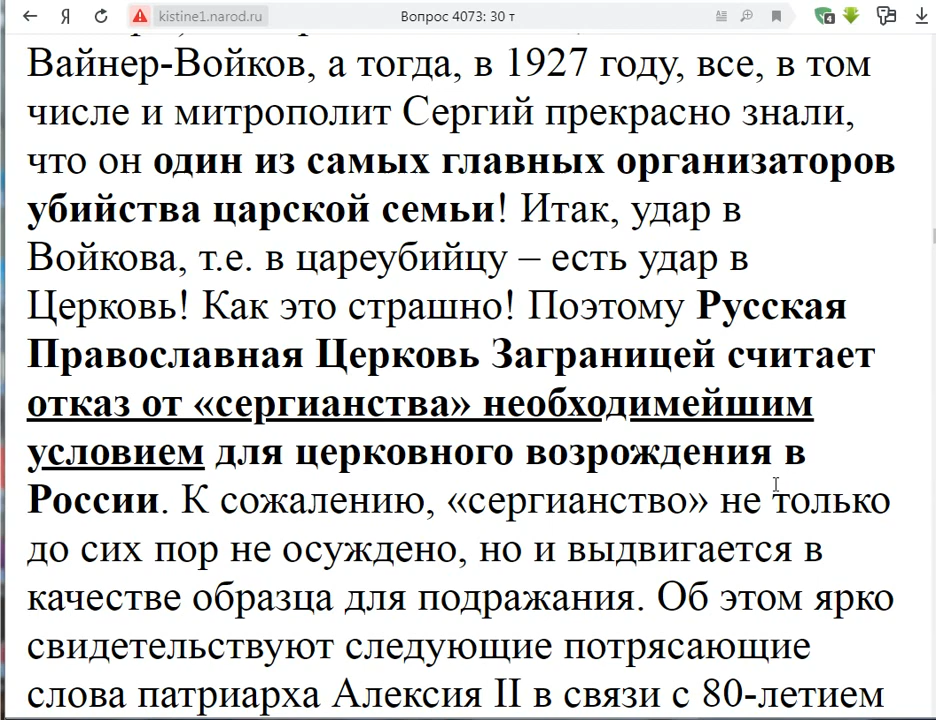 kistine1.narod.ru
Вопрос 4073: 30 т
4
Вайнер-Войков, а тогда, в 1927 году, все, в том
числе и митрополит Сергий прекрасно знали,
что он один из самых главных организаторов
убийства царской семьи! Итак, удар в
Войкова, т.е. в цареубийцу – есть удар в
Церковь! Как это страшно! Поэтому Русская
Православная Церковь Заграницей считает
отказ от «сергианства» необходимейшим
условием для церковного возрождения в
России. К сожалению, «сергианство» не только
до сих пор не осуждено, но и выдвигается в
качестве образца для подражания. Об этом ярко
свидетельствуют следующие потрясающие
слова патриарха Алексия II в связи с 80-летием